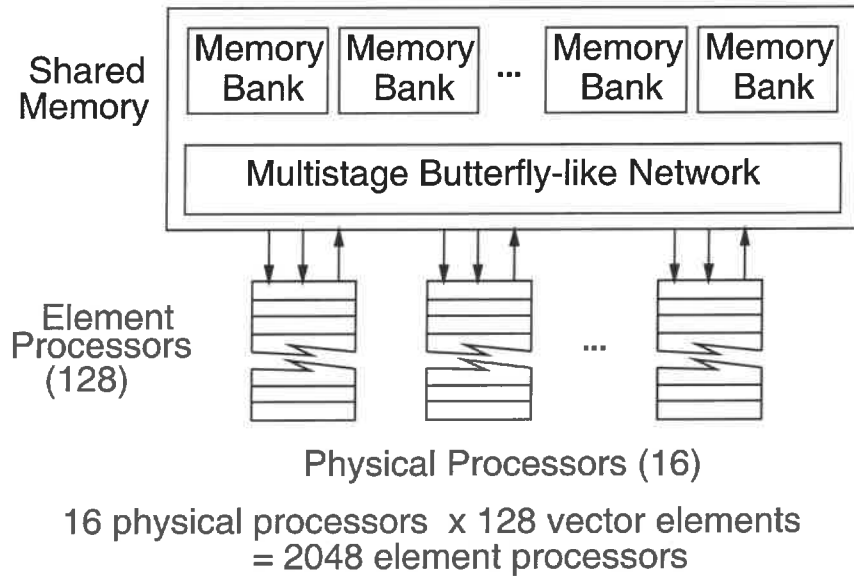 Shared
Memory
Memory
Bank
Memory
Bank
...
Memory
Bank
Memory
Bank
Multistage Butterfly-like Network
Element
Processors
(128)
...
Physical Processors (16)
16 physical processors x 128 vector elements
= 2048 element processors